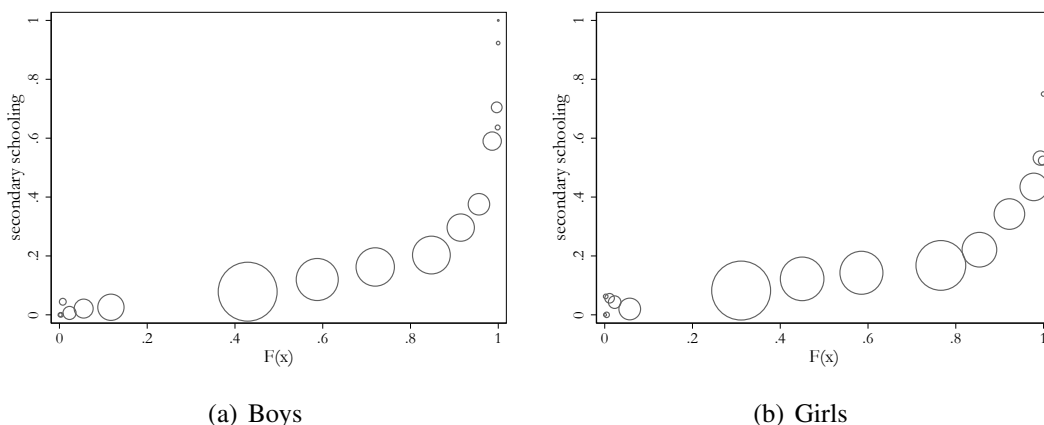 secondary schooling
0 .2 .4 .6 .8 1
0 .2 .4 .6 .8 1
F(x)
(a) Boys
secondary schooling
0 .2 .4 .6 .8 1
0 .2 .4 .6 .8 1
F(x)
(b) Girls